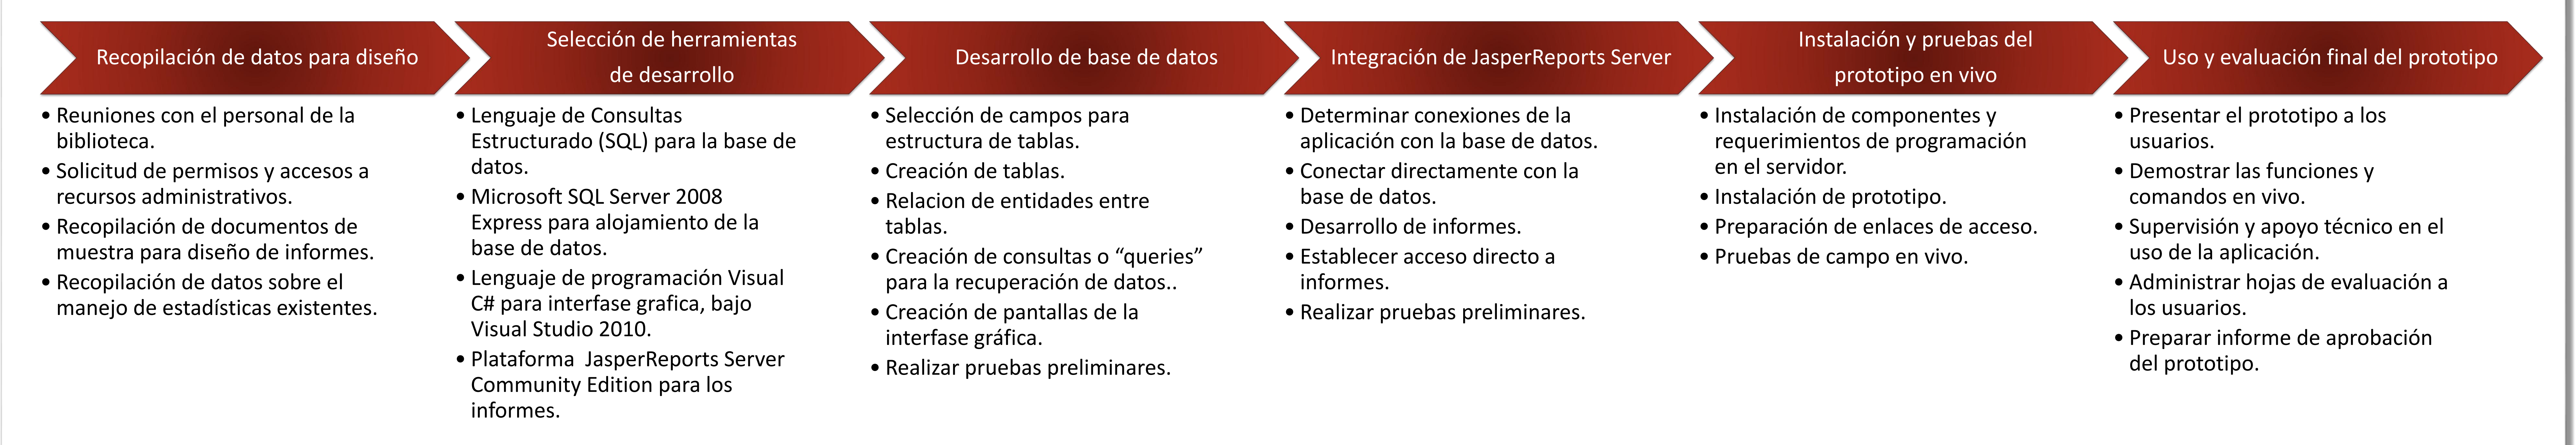 Recopilación de datos para diseño
• Reuniones con el personal de la
biblioteca.
• Solicitud de permisos y accesos a
recursos administrativos.
• Recopilación de documentos de
muestra para diseño de informes.
• Recopilación de datos sobre el
manejo de estadísticas existentes.
Selección de herramientas
de desarrollo
• Lenguaje de Consultas
Estructurado (SQL) para la base de
datos.
• Microsoft SQL Server 2008
Express para alojamiento de la
base de datos.
• Lenguaje de programación Visual
C# para interfase grafica, bajo
Visual Studio 2010.
• Plataforma  JasperReports Server
Community Edition para los
informes.
Desarrollo de base de datos
• Selección de campos para
estructura de tablas.
• Creación de tablas.
• Relacion de entidades entre
tablas.
• Creación de consultas o “queries”
para la recuperación de datos..
• Creación de pantallas de la
interfase gráfica.
• Realizar pruebas preliminares.
Integración de JasperReports Server
• Determinar conexiones de la
aplicación con la base de datos.
• Conectar directamente con la
base de datos.
• Desarrollo de informes.
• Establecer acceso directo a
informes.
• Realizar pruebas preliminares.
Instalación y pruebas del
prototipo en vivo
• Instalación de componentes y
requerimientos de programación
en el servidor.
• Instalación de prototipo.
• Preparación de enlaces de acceso.
• Pruebas de campo en vivo.
Uso y evaluación final del prototipo
• Presentar el prototipo a los
usuarios.
• Demostrar las funciones y
comandos en vivo.
• Supervisión y apoyo técnico en el
uso de la aplicación.
• Administrar hojas de evaluación a
los usuarios.
• Preparar informe de aprobación
del prototipo.